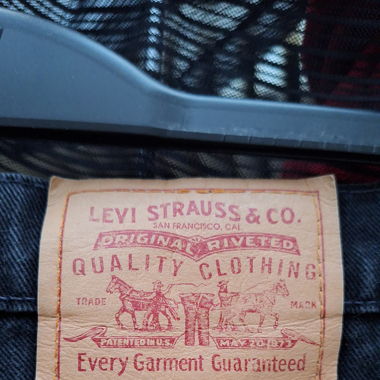 LEVI STRAUSS & CO.
SAN FRANCISCO, CAL
ORIGINAL RIVETED
QUALITY CLOTHING
TRADE MARK
PATENTED IN U.S. MAY 20 1873
Every Garment Guaranteed